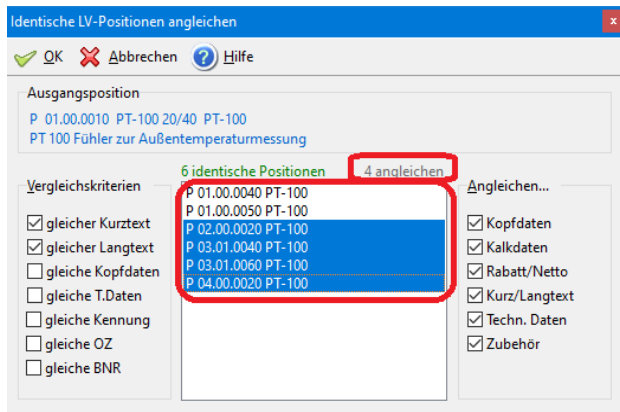 Identische LV-Positionen angleichen
x
OK Abbrechen ? Hilfe
Ausgangsposition
P 01.00.0010 PT-100 20/40 PT-100
PT 100 Fühler zur Außentemperaturmessung
6 identische Positionen 4 angleichen
Vergleichskriterien
gleicher Kurztext
gleicher Langtext
gleiche Kopfdaten
gleiche T.Daten
gleiche Kennung
gleiche OZ
gleiche BNR
P 01.00.0040 PT-100
P 01.00.0050 PT-100
P 02.00.0020 PT-100
P 03.01.0040 PT-100
P 03.01.0060 PT-100
P 04.00.0020 PT-100
Angleichen...
Kopfdaten
Kalkdaten
Rabatt/Netto
Kurz/Langtext
Techn. Daten
Zubehör